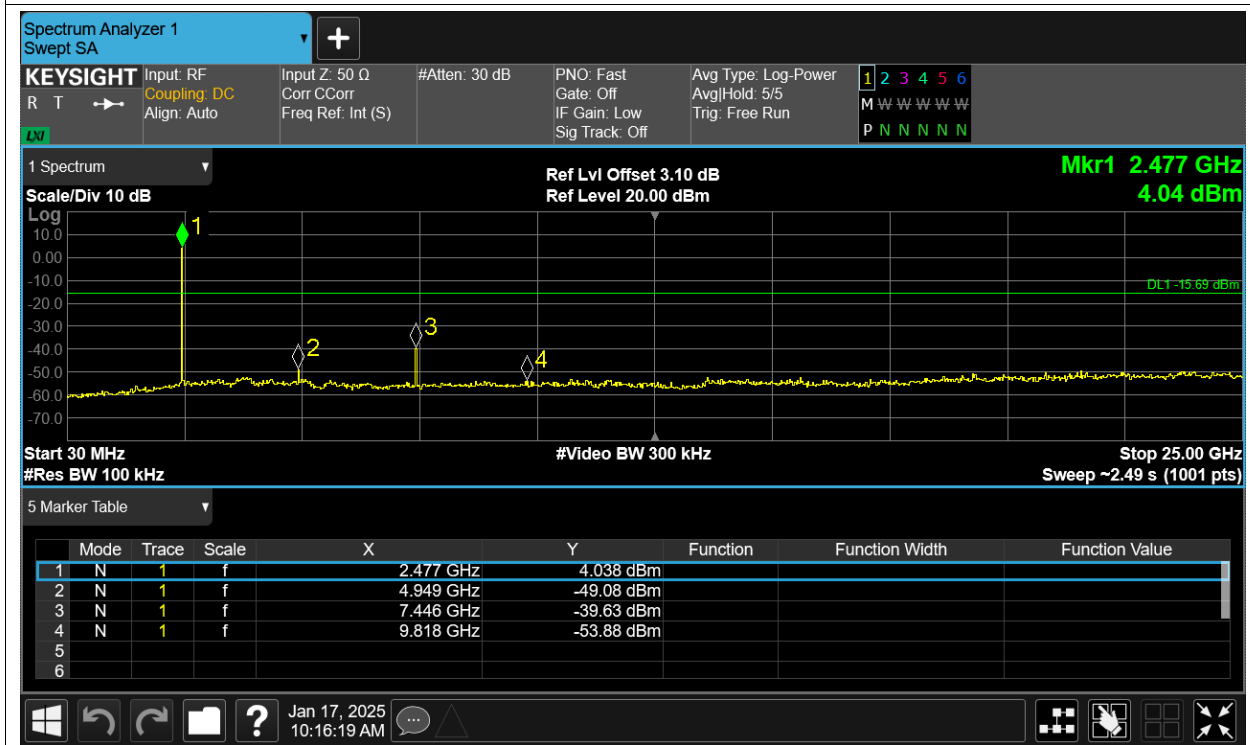 Spectrum Analyzer 1
Swept SA
+
KEYSIGHT Input: RF Input Z: 50 Ω #Atten: 30 dB PNO: Fast Avg Type: Log-Power 1 2 3 4 5 6
R T Coupling: DC Corr CCorr Gate: Off Avg|Hold: 5/5 M W W W W W
Align: Auto Freq Ref: Int (S) IF Gain: Low Trig: Free Run
LXI Sig Track: Off P N N N N N
1 Spectrum Ref Lvl Offset 3.10 dB Mkr1 2.477 GHz
Scale/Div 10 dB Ref Level 20.00 dBm 4.04 dBm
Log
1
10.0
0.00
-10.0
DL1 -15.69 dBm
-20.0
-30.0
3
-40.0
2
4
-50.0
-60.0
-70.0
Start 30 MHz #Video BW 300 kHz Stop 25.00 GHz
#Res BW 100 kHz Sweep ~2.49 s (1001 pts)
5 Marker Table
Mode Trace Scale X Y Function Function Width Function Value
1 N 1 f 2.477 GHz 4.038 dBm
2 N 1 f 4.949 GHz -49.08 dBm
3 N 1 f 7.446 GHz -39.63 dBm
4 N 1 f 9.818 GHz -53.88 dBm
5
6
? Jan 17, 2025
10:16:19 AM